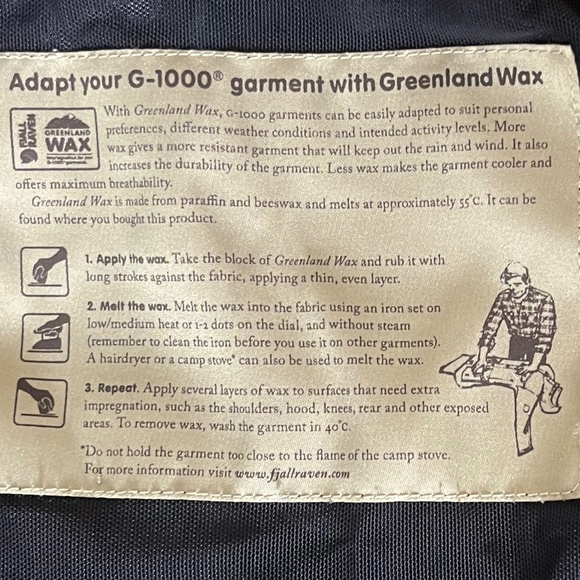 Adapt your G-1000® garment with Greenland Wax
FJALL RAVEN
GREENLAND
WAX
With Greenland Wax, G-1000 garments can be easily adapted to suit personal
preferences, different weather conditions and intended activity levels. More
wax gives a more resistant garment that will keep out the rain and wind. It also
increases the durability of the garment. Less wax makes the garment cooler and
offers maximum breathability.
Greenland Wax is made from paraffin and beeswax and melts at approximately 55°C. It can be
found where you bought this product.
1. Apply the wax. Take the block of Greenland Wax and rub it with
long strokes against the fabric, applying a thin, even layer.
2. Melt the wax. Melt the wax into the fabric using an iron set on
low/medium heat or 1-2 dots on the dial, and without steam
(remember to clean the iron before you use it on other garments).
A hairdryer or a camp stove* can also be used to melt the wax.
3. Repeat. Apply several layers of wax to surfaces that need extra
impregnation, such as the shoulders, hood, knees, rear and other exposed
areas. To remove wax, wash the garment in 40°C.
*Do not hold the garment too close to the flame of the camp stove.
For more information visit www.fjallraven.com